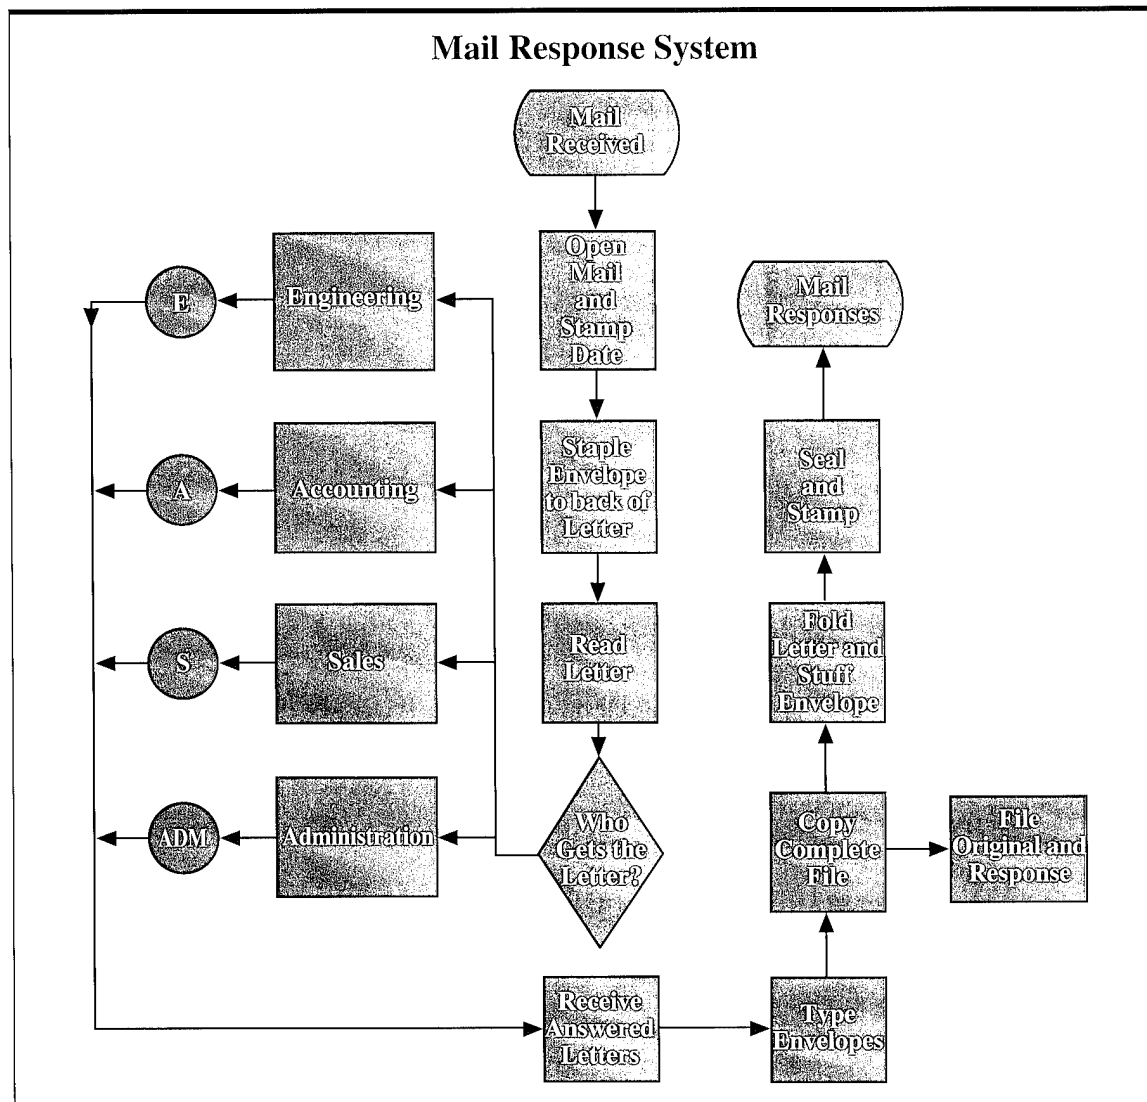 Mail Response System
Mail
Received
Open
Mail
and
Stamp
Date
Staple
Envelope
to back of
Letter
Read
Letter
Who
Gets the
Letter?
Engineering
E
Accounting
A
Sales
S
Administration
ADM
Receive
Answered
Letters
Type
Envelopes
Copy
Complete
File
File
Original and
Response
Fold
Letter and
Stuff
Envelope
Seal
and
Stamp
Mail
Responses